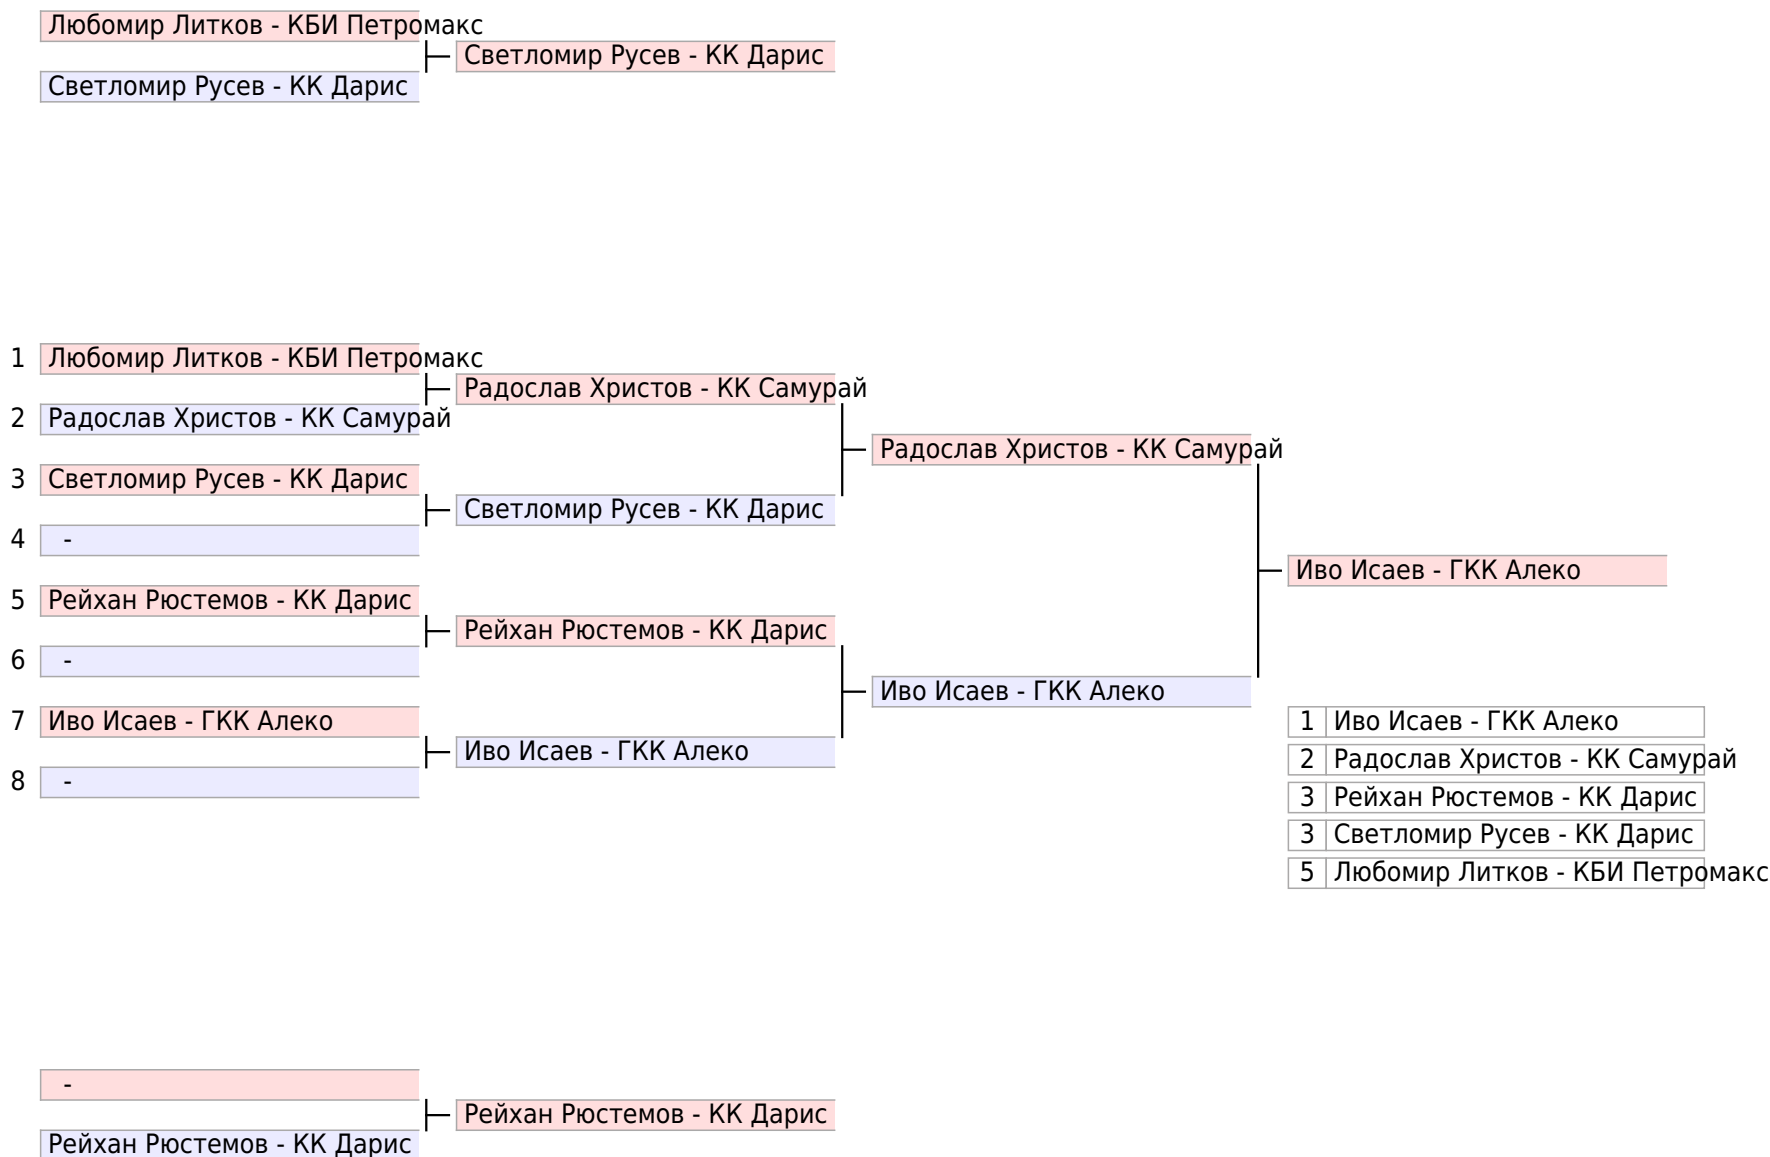 Любомир Литков - КБИ Петромакс
Светломир Русев - КК Дарис
Светломир Русев - КК Дарис
1 Любомир Литков - КБИ Петромакс
Радослав Христов - КК Самурай
2 Радослав Христов - КК Самурай
Радослав Христов - КК Самурай
3 Светломир Русев - КК Дарис
Светломир Русев - КК Дарис
4 -
Иво Исаев - ГКК Алеко
5 Рейхан Рюстемов - КК Дарис
Рейхан Рюстемов - КК Дарис
6 -
Иво Исаев - ГКК Алеко
7 Иво Исаев - ГКК Алеко
Иво Исаев - ГКК Алеко
8 -
1 Иво Исаев - ГКК Алеко
2 Радослав Христов - КК Самурай
3 Рейхан Рюстемов - КК Дарис
3 Светломир Русев - КК Дарис
5 Любомир Литков - КБИ Петромакс
-
Рейхан Рюстемов - КК Дарис
Рейхан Рюстемов - КК Дарис